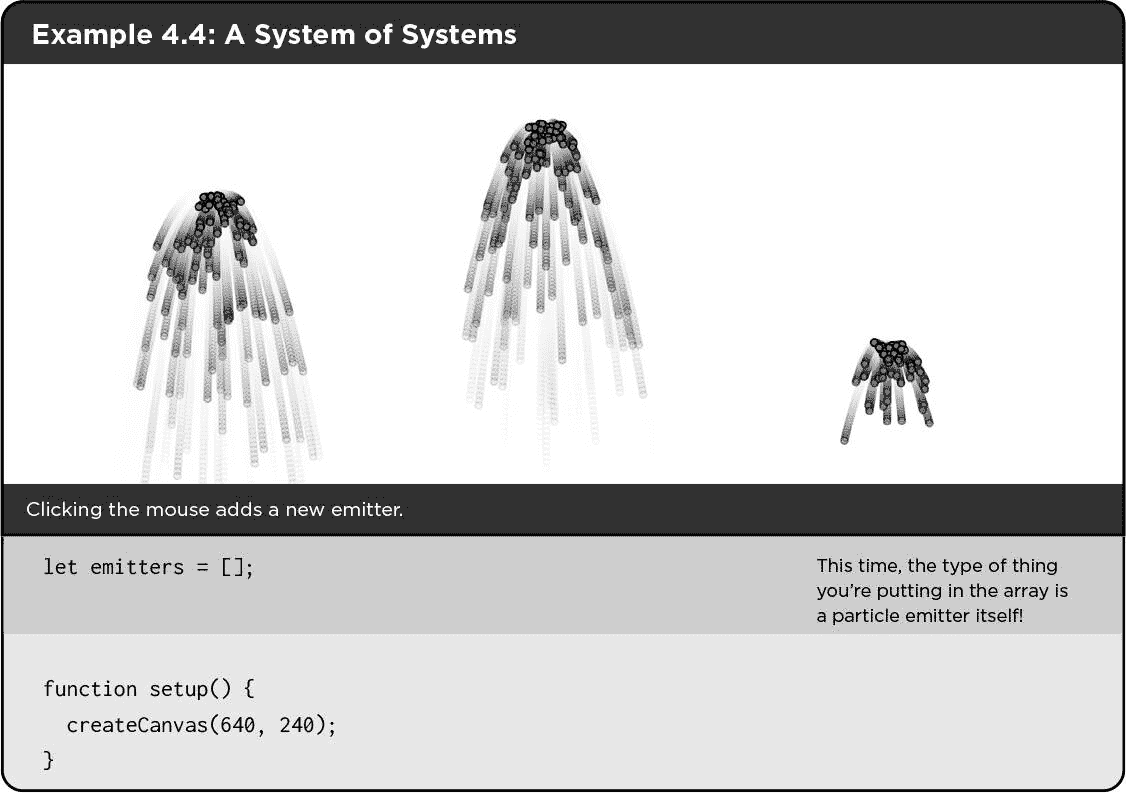 Example 4.4: A System of Systems
Clicking the mouse adds a new emitter.
let emitters = [];
This time, the type of thing
you’re putting in the array is
a particle emitter itself!
function setup() {
  createCanvas(640, 240);
}